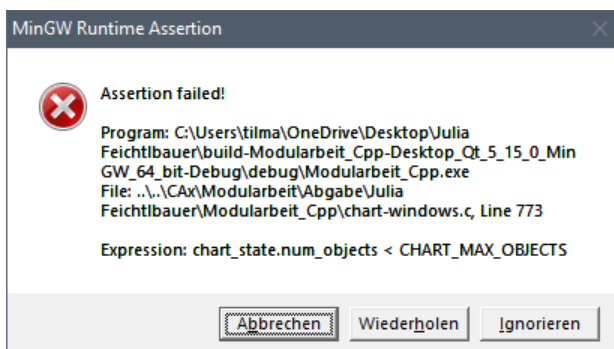 MinGW Runtime Assertion
Assertion failed!
Program: C:\Users\tilma\OneDrive\Desktop\Julia
Feichtlbauer\build-Modularbeit_Cpp-Desktop_Qt_5_15_0_Min
GW_64_bit-Debug\debug\Modularbeit_Cpp.exe
File: ..\..\CAx\Modularbeit\Abgabe\Julia
Feichtlbauer\Modularbeit_Cpp\chart-windows.c, Line 773
Expression: chart_state.num_objects < CHART_MAX_OBJECTS
Abbrechen Wiederholen Ignorieren